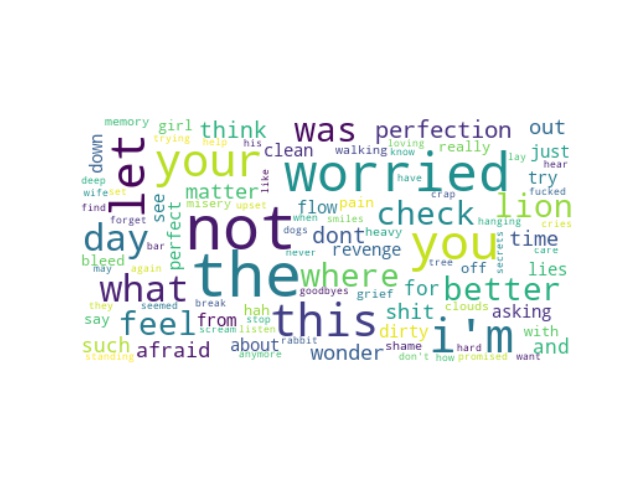 memory
girl
think
was
perfection
out
trying
help
his
clean
walking
loving
know
really
just
down
let
your
worried
lay
hear
try
deep
wife
set
matter
like
have
crap
fucked
find
see
misery
upset
flow
pain
check
hanging
lion
forget
perfect
not
when
smiles
cries
day
bar
dogs
dont
heavy
you
secrets
time
never
revenge
tree
off
care
bleed
may
again
the
where
lies
what
goodbyes
grief
for
better
they
seemed
break
this
shit
clouds
asking
say
feel
from
hah
stop
dirty
i'm
with
scream
listen
such
afraid
about
rabbit
shame
hard
and
standing
anymore
wonder
don't
how
promised
want